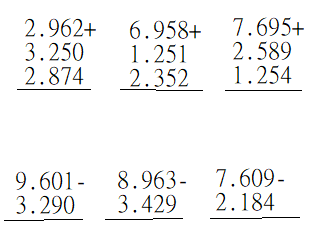 2.962+ 6.958+ 7.695+
3.250 1.251 2.589
2.874 2.352 1.254
9.601- 8.963- 7.609-
3.290 3.429 2.184